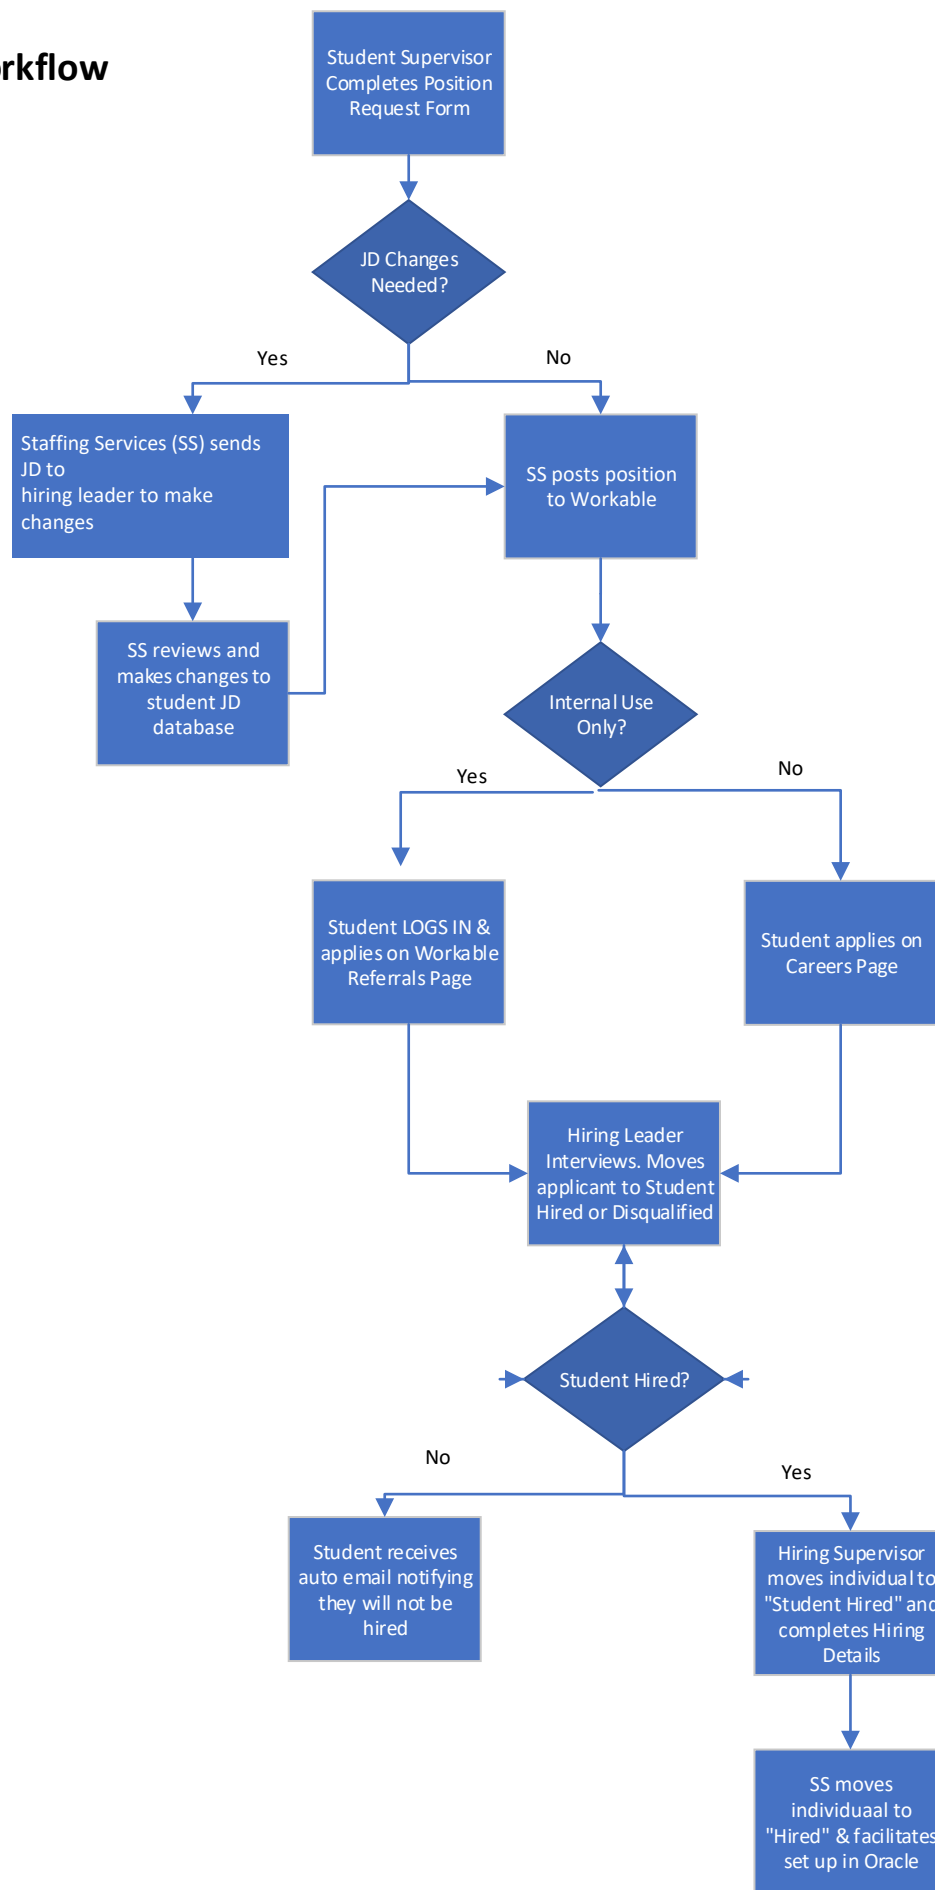 orkflow
Student Supervisor
Completes Position
Request Form
JD Changes
Needed?
Yes
No
Staffing Services (SS) sends
JD to
hiring leader to make
changes
SS posts position
to Workable
SS reviews and
makes changes to
student JD
database
Internal Use
Only?
Yes
No
Student LOGS IN &
applies on Workable
Referrals Page
Student applies on
Careers Page
Hiring Leader
Interviews. Moves
applicant to Student
Hired or Disqualified
Student Hired?
No
Yes
Student receives
auto email notifying
they will not be
hired
Hiring Supervisor
moves individual to
"Student Hired" and
completes Hiring
Details
SS moves
individuaal to
"Hired" & facilitates
set up in Oracle